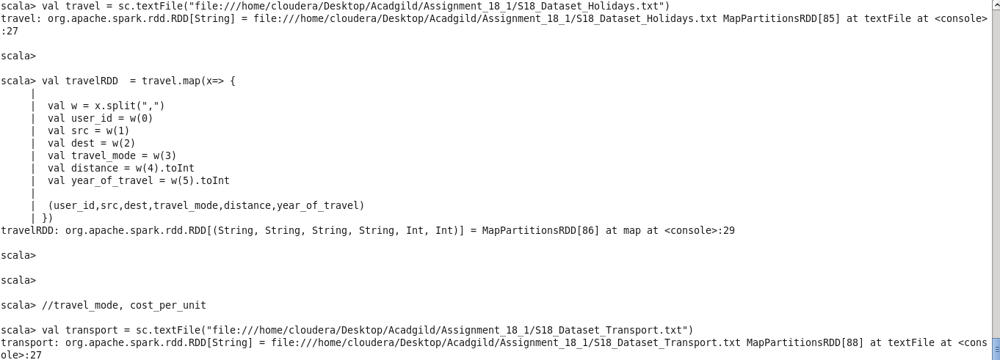 scala> val travel = sc.textFile("file:///home/cloudera/Desktop/Acadgild/Assignment_18_1/S18_Dataset_Holidays.txt")
travel: org.apache.spark.rdd.RDD[String] = file:///home/cloudera/Desktop/Acadgild/Assignment_18_1/S18_Dataset_Holidays.txt MapPartitionsRDD[85] at textFile at <console>
:27
scala>
scala> val travelRDD  = travel.map(x=> {
     |
     |  val w = x.split(",")
     |  val user_id = w(0)
     |  val src = w(1)
     |  val dest = w(2)
     |  val travel_mode = w(3)
     |  val distance = w(4).toInt
     |  val year_of_travel = w(5).toInt
     |
     |  (user_id,src,dest,travel_mode,distance,year_of_travel)
     | })
travelRDD: org.apache.spark.rdd.RDD[(String, String, String, String, Int, Int)] = MapPartitionsRDD[86] at map at <console>:29
scala>
scala>
scala> //travel_mode, cost_per_unit
scala> val transport = sc.textFile("file:///home/cloudera/Desktop/Acadgild/Assignment_18_1/S18_Dataset_Transport.txt")
transport: org.apache.spark.rdd.RDD[String] = file:///home/cloudera/Desktop/Acadgild/Assignment_18_1/S18_Dataset_Transport.txt MapPartitionsRDD[88] at textFile at <cons
ole>:27